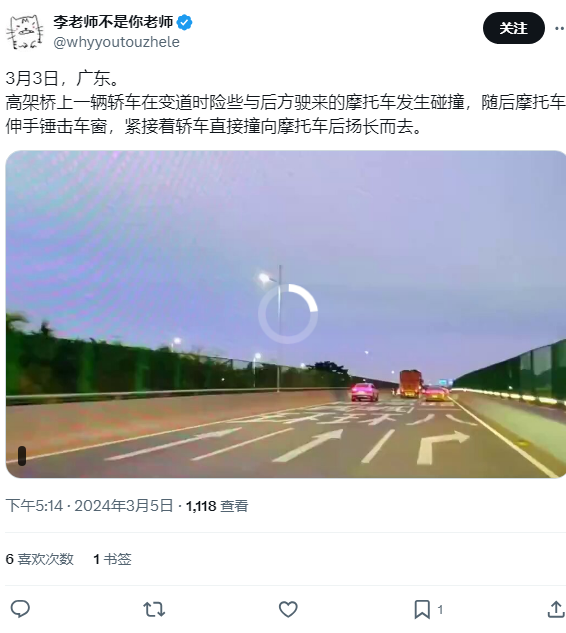 李老师不是你老师
@whyyoutouzhele
关注
3月3日，广东。
高架桥上一辆轿车在变道时险些与后方驶来的摩托车发生碰撞，随后摩托车
伸手锤击车窗，紧接着轿车直接撞向摩托车后扬长而去。
下午5:14 · 2024年3月5日 · 1,118 查看
6 喜欢次数 1 书签
1